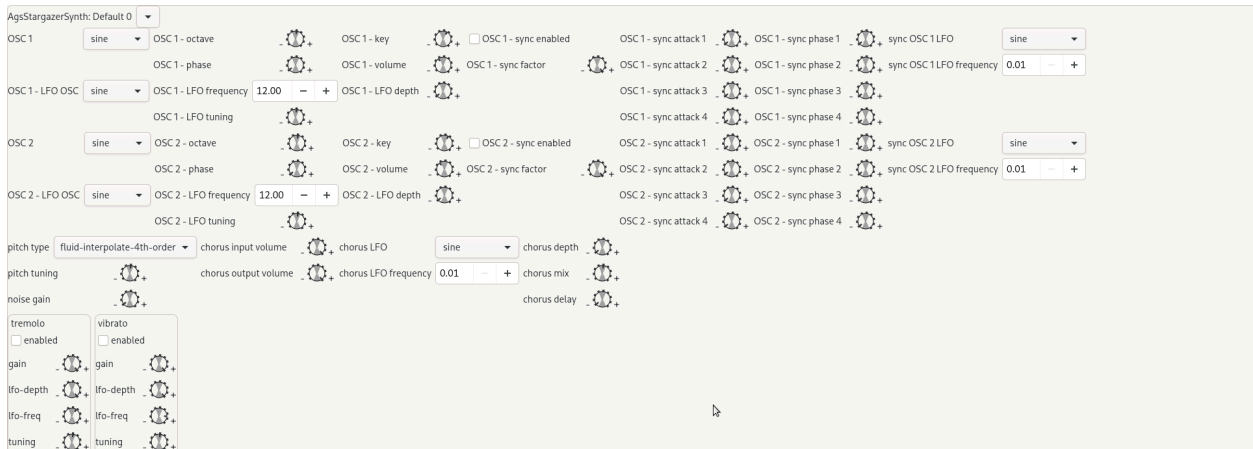 AgsStargazerSynth: Default 0
OSC 1 sine OSC 1 - octave - + OSC 1 - key - + OSC 1 - sync enabled OSC 1 - sync attack 1 - + OSC 1 - sync phase 1 - + sync OSC 1 LFO sine
OSC 1 - phase - + OSC 1 - volume - + OSC 1 - sync factor - + OSC 1 - sync attack 2 - + OSC 1 - sync phase 2 - + sync OSC 1 LFO frequency 0.01 - +
OSC 1 - LFO OSC sine OSC 1 - LFO frequency 12.00 - + OSC 1 - LFO depth - + OSC 1 - sync attack 3 - + OSC 1 - sync phase 3 - +
OSC 1 - LFO tuning - + OSC 1 - sync attack 4 - + OSC 1 - sync phase 4 - +
OSC 2 sine OSC 2 - octave - + OSC 2 - key - + OSC 2 - sync enabled OSC 2 - sync attack 1 - + OSC 2 - sync phase 1 - + sync OSC 2 LFO sine
OSC 2 - phase - + OSC 2 - volume - + OSC 2 - sync factor - + OSC 2 - sync attack 2 - + OSC 2 - sync phase 2 - + sync OSC 2 LFO frequency 0.01 - +
OSC 2 - LFO OSC sine OSC 2 - LFO frequency 12.00 - + OSC 2 - LFO depth - + OSC 2 - sync attack 3 - + OSC 2 - sync phase 3 - +
OSC 2 - LFO tuning - + OSC 2 - sync attack 4 - + OSC 2 - sync phase 4 - +
pitch type fluid-interpolate-4th-order chorus input volume - + chorus LFO sine chorus depth - +
pitch tuning - + chorus output volume - + chorus LFO frequency 0.01 - + chorus mix - +
noise gain - + chorus delay - +
tremolo vibrato
enabled enabled
gain - + gain - +
lfo-depth - + lfo-depth - +
lfo-freq - + lfo-freq - +
tuning - + tuning - +